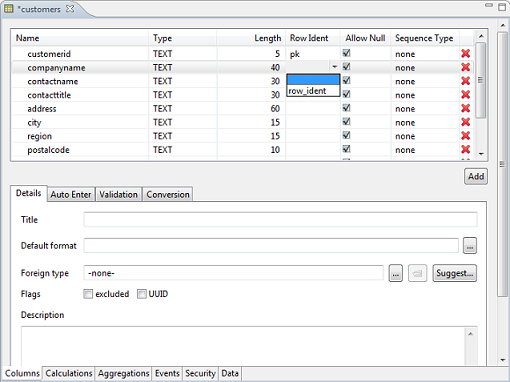 *customers
Name Type Length Row Ident Allow Null Sequence Type
customerid TEXT 5 pk none
companyname TEXT 40 none
contactname TEXT 30 none
contacttitle TEXT 30 row_ident none
address TEXT 60 none
city TEXT 15 none
region TEXT 15 none
postalcode TEXT 10 none
Add
Details Auto Enter Validation Conversion
Title
Default format ...
Foreign type -none- ... Suggest...
Flags excluded UUID
Description
Columns Calculations Aggregations Events Security Data